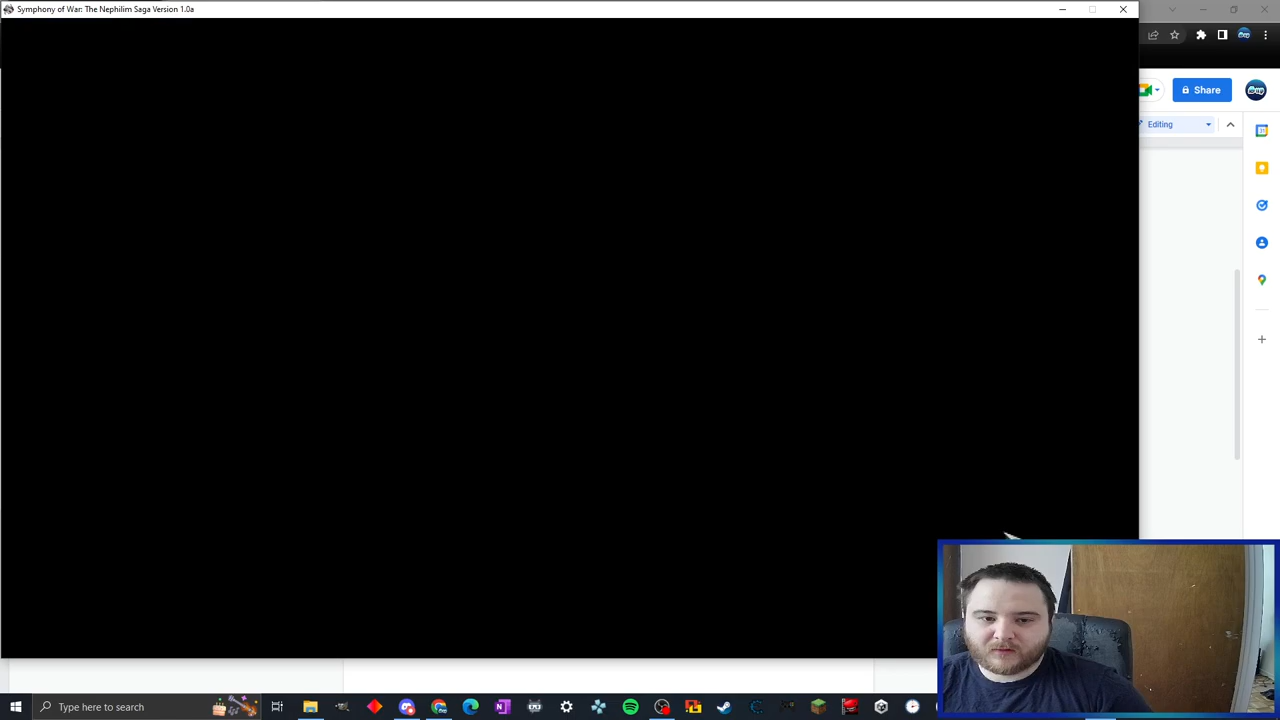 Symphony of War: The Nephilim Saga Version 1.0a
Share
Editing
Type here to search